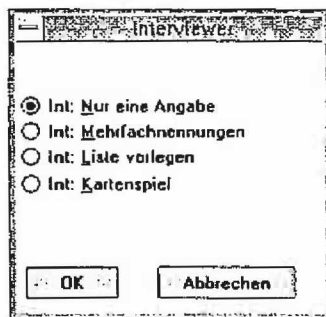 Interviewer
Int: Nur eine Angabe
Int: Mehrfachnennungen
Int: Liste vorlegen
Int: Kartenspiel
OK
Abbrechen